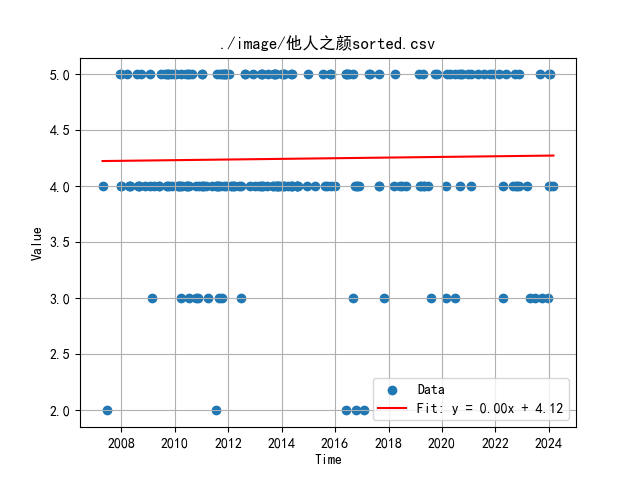 ./image/他人之颜sorted.csv
5.0
4.5
4.0
3.5
3.0
2.5
2.0
Value
Data
Fit: y = 0.00x + 4.12
2008 2010 2012 2014 2016 2018 2020 2022 2024
Time